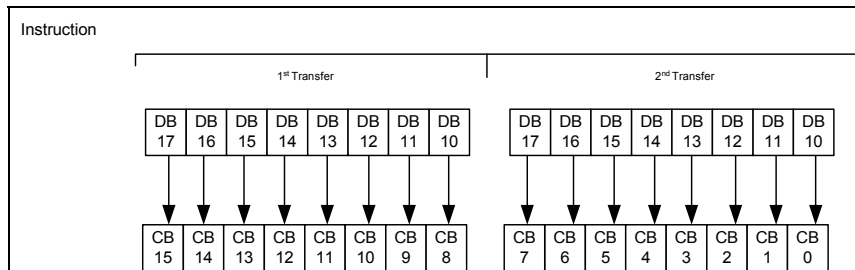 Instruction
1st Transfer 2nd Transfer
DB DB DB DB DB DB DB DB DB DB DB DB DB DB DB DB
17 16 15 14 13 12 11 10 17 16 15 14 13 12 11 10
CB CB CB CB CB CB CB CB CB CB CB CB CB CB CB CB
15 14 13 12 11 10 9 8 7 6 5 4 3 2 1 0